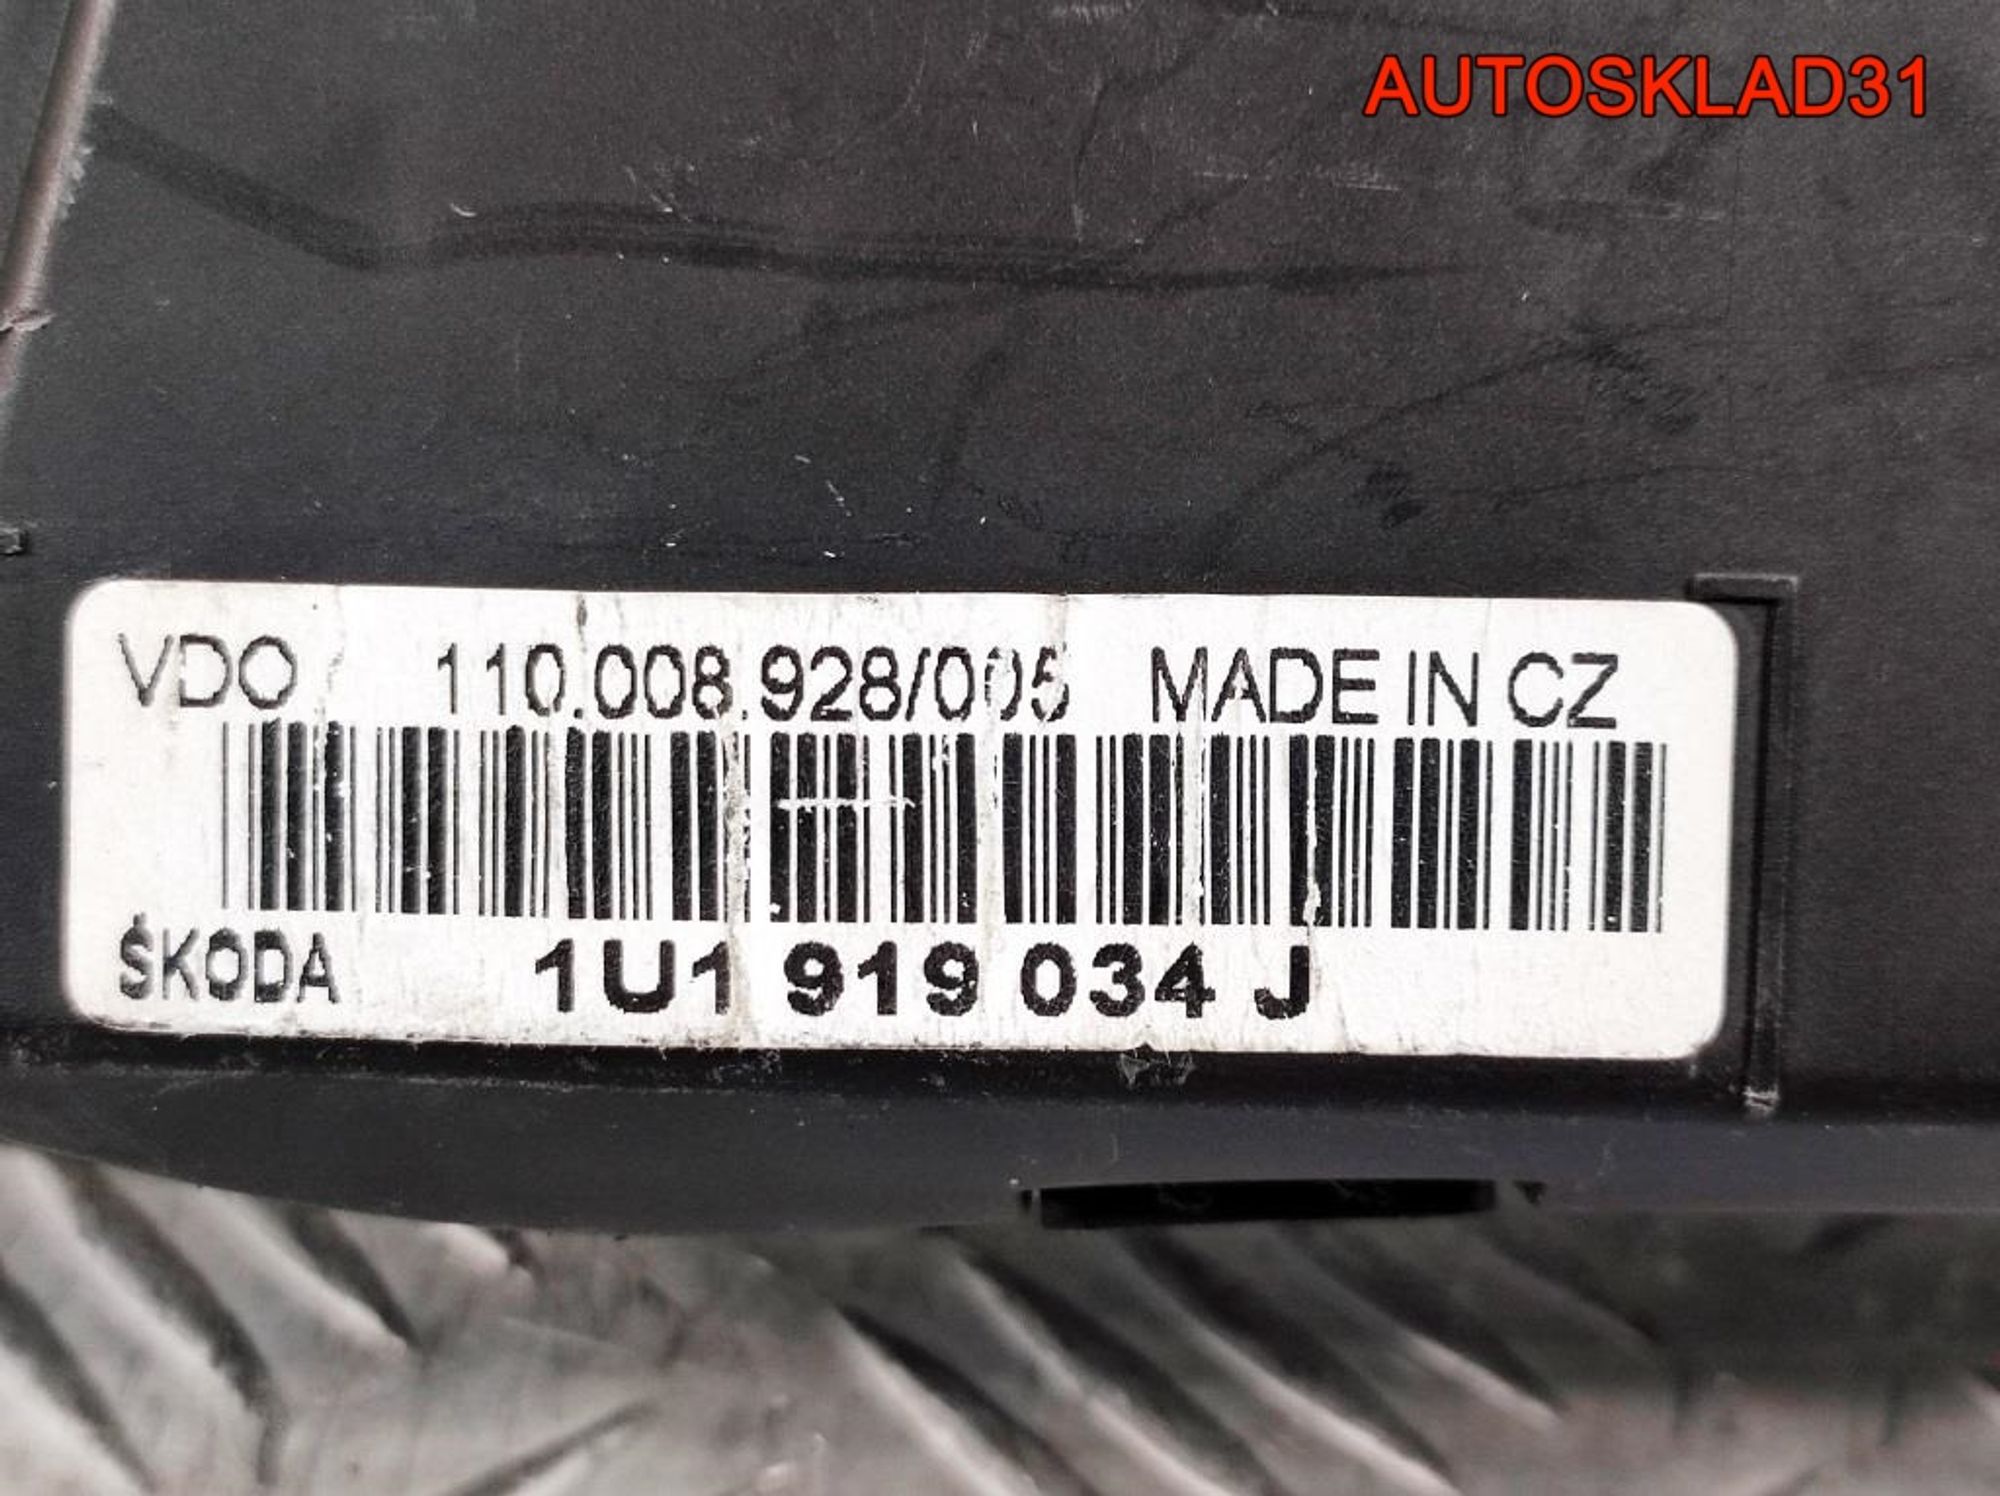 AUTOSKLAD31
VDO 110.008.928/005 MADE IN CZ
ŠKODA 1U1 919 034 J